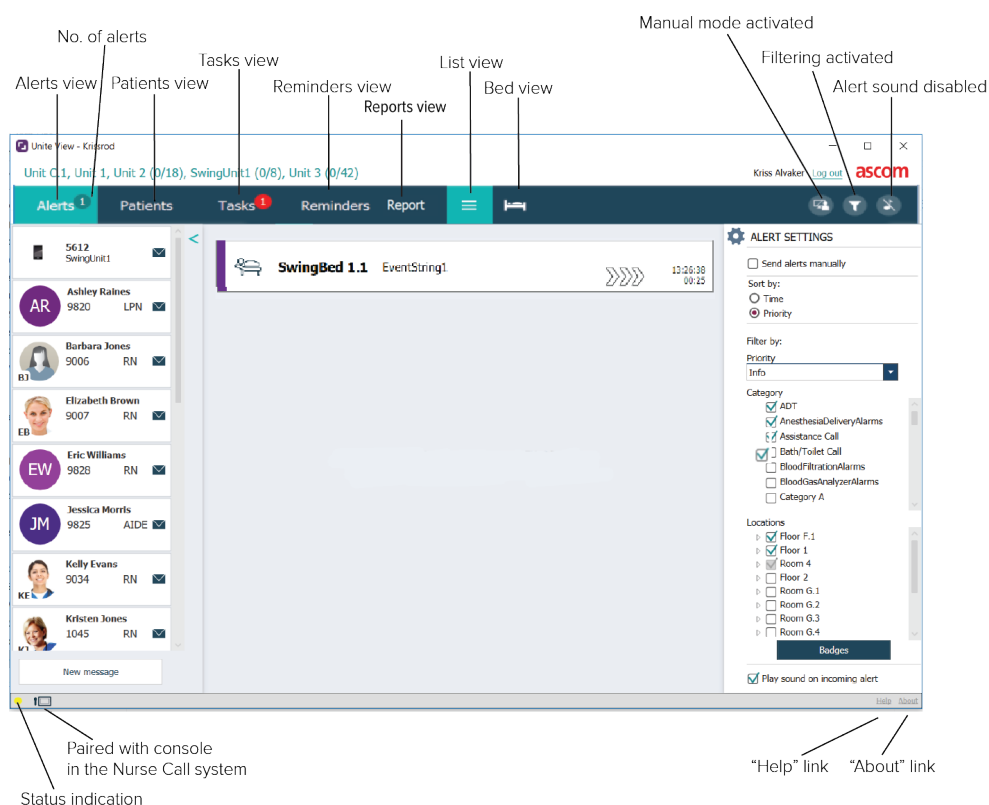 Manual mode activated
No. of alerts
Filtering activated
Tasks view
List view
Alerts view
Patients view
Reminders view
Bed view
Alert sound disabled
Reports view
Unite View - Krissrod
Unit C.1, Unit 1, Unit 2 (0/18), SwingUnit1 (0/8), Unit 3 (0/42)
Kriss Alvaker Log out ascom
Alerts 1 Patients Tasks 1 Reminders Report
5612
SwingUnit1
AR
Ashley Raines
9820 LPN
BJ
Barbara Jones
9006 RN
EB
Elizabeth Brown
9007 RN
EW
Eric Williams
9828 RN
JM
Jessica Morris
9825 AIDE
KE
Kelly Evans
9034 RN
KJ
Kristen Jones
1045 RN
New message
<
SwingBed 1.1 EventString1
13:26:38
00:25
ALERT SETTINGS
Send alerts manually
Sort by:
Time
Priority
Filter by:
Priority
Info
Category
ADT
AnesthesiaDeliveryAlarms
Assistance Call
Bath/Toilet Call
BloodFiltrationAlarms
BloodGasAnalyzerAlarms
Category A
Locations
Floor F.1
Floor 1
Room 4
Floor 2
Room G.1
Room G.2
Room G.3
Room G.4
Badges
Play sound on incoming alert
Help About
Paired with console
in the Nurse Call system
"Help" link
"About" link
Status indication